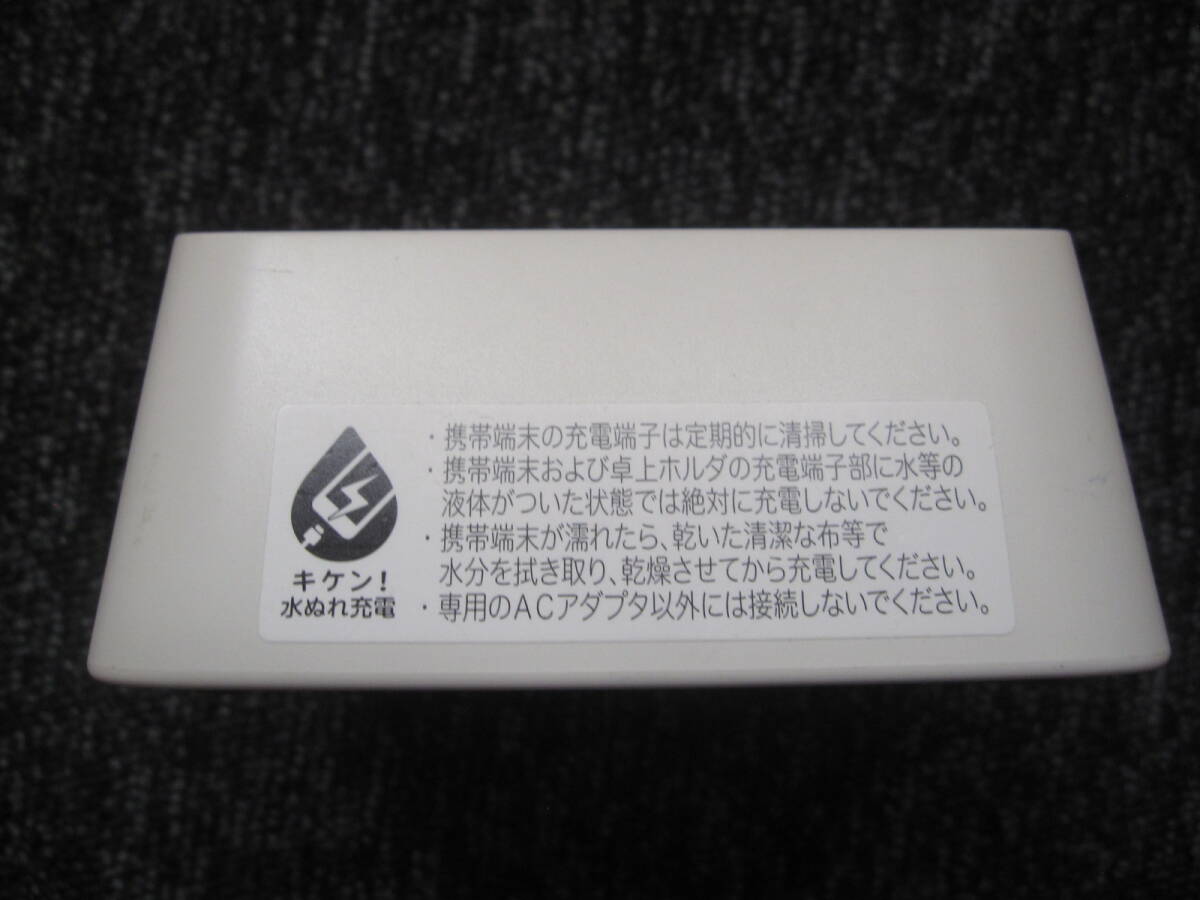 ・携帯端末の充電端子は定期的に清掃してください。
・携帯端末および卓上ホルダの充電端子部に水等の
液体がついた状態では絶対に充電しないでください。
・携帯端末が濡れたら、乾いた清潔な布等で
水分を拭き取り、乾燥させてから充電してください。
・専用のACアダプタ以外には接続しないでください。
キケン!
水ぬれ充電